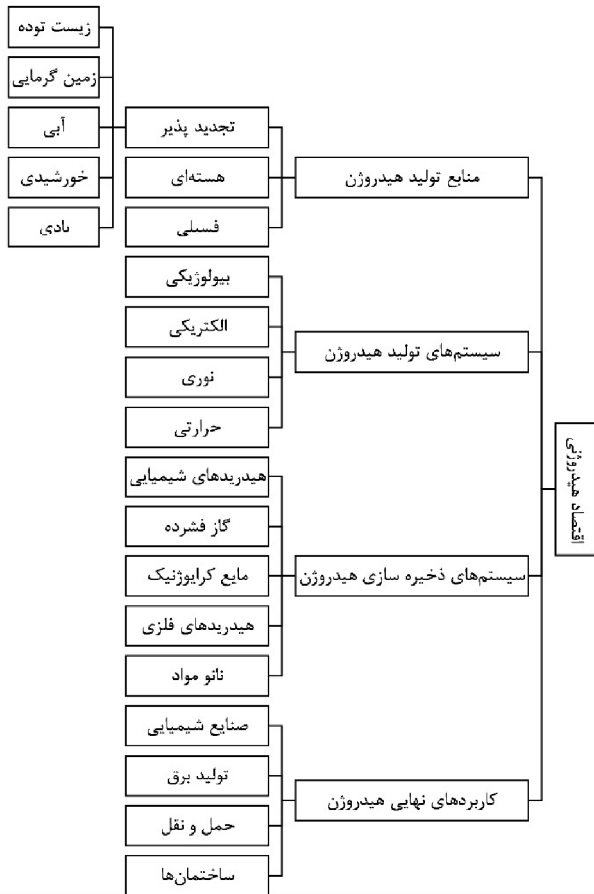 اقتصاد هیدروژنی
منابع تولید هیدروژن
تجدید پذیر
زیست توده
زمین گرمایی
آبی
خورشیدی
بادی
هسته‌ای
فسیلی
سیستم‌های تولید هیدروژن
بیولوژیکی
الکتریکی
نوری
حرارتی
سیستم‌های ذخیره سازی هیدروژن
هیدریدهای شیمیایی
گاز فشرده
مایع کرایوژنیک
هیدریدهای فلزی
نانو مواد
کاربردهای نهایی هیدروژن
صنایع شیمیایی
تولید برق
حمل و نقل
ساختمان‌ها